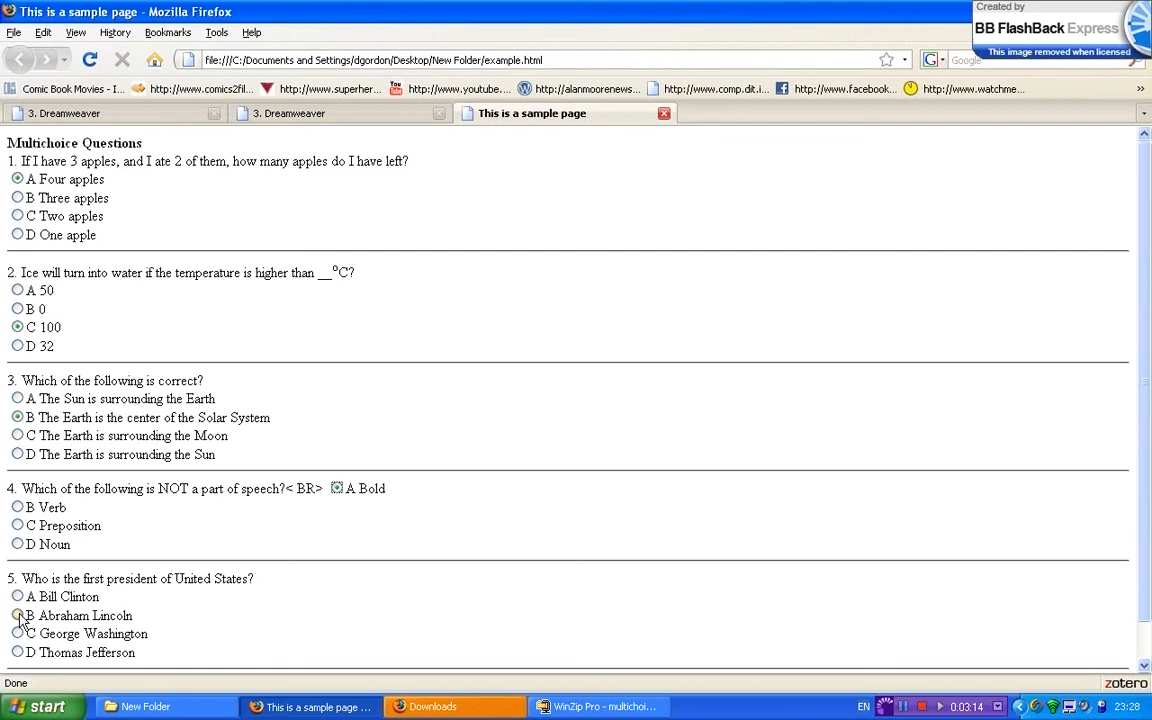 This is a sample page - Mozilla Firefox
Created by
BB FlashBack Express
This image removed when licensed
File Edit View History Bookmarks Tools Help
file:///C:/Documents and Settings/dgordon/Desktop/New Folder/example.html
Google
Comic Book Movies - I... http://www.comics2fil... http://www.superher... http://www.youtube.... http://alanmoorenews... http://www.comp.dit.i... http://www.facebook... http://www.watchme... »
3. Dreamweaver 3. Dreamweaver This is a sample page
Multichoice Questions
1. If I have 3 apples, and I ate 2 of them, how many apples do I have left?
A Four apples
B Three apples
C Two apples
D One apple
2. Ice will turn into water if the temperature is higher than __°C?
A 50
B 0
C 100
D 32
3. Which of the following is correct?
A The Sun is surrounding the Earth
B The Earth is the center of the Solar System
C The Earth is surrounding the Moon
D The Earth is surrounding the Sun
4. Which of the following is NOT a part of speech?< BR> A Bold
B Verb
C Preposition
D Noun
5. Who is the first president of United States?
A Bill Clinton
B Abraham Lincoln
C George Washington
D Thomas Jefferson
Done
zotero
start New Folder This is a sample page ... Downloads WinZip Pro - multichoi... EN 0:03:14 23:28